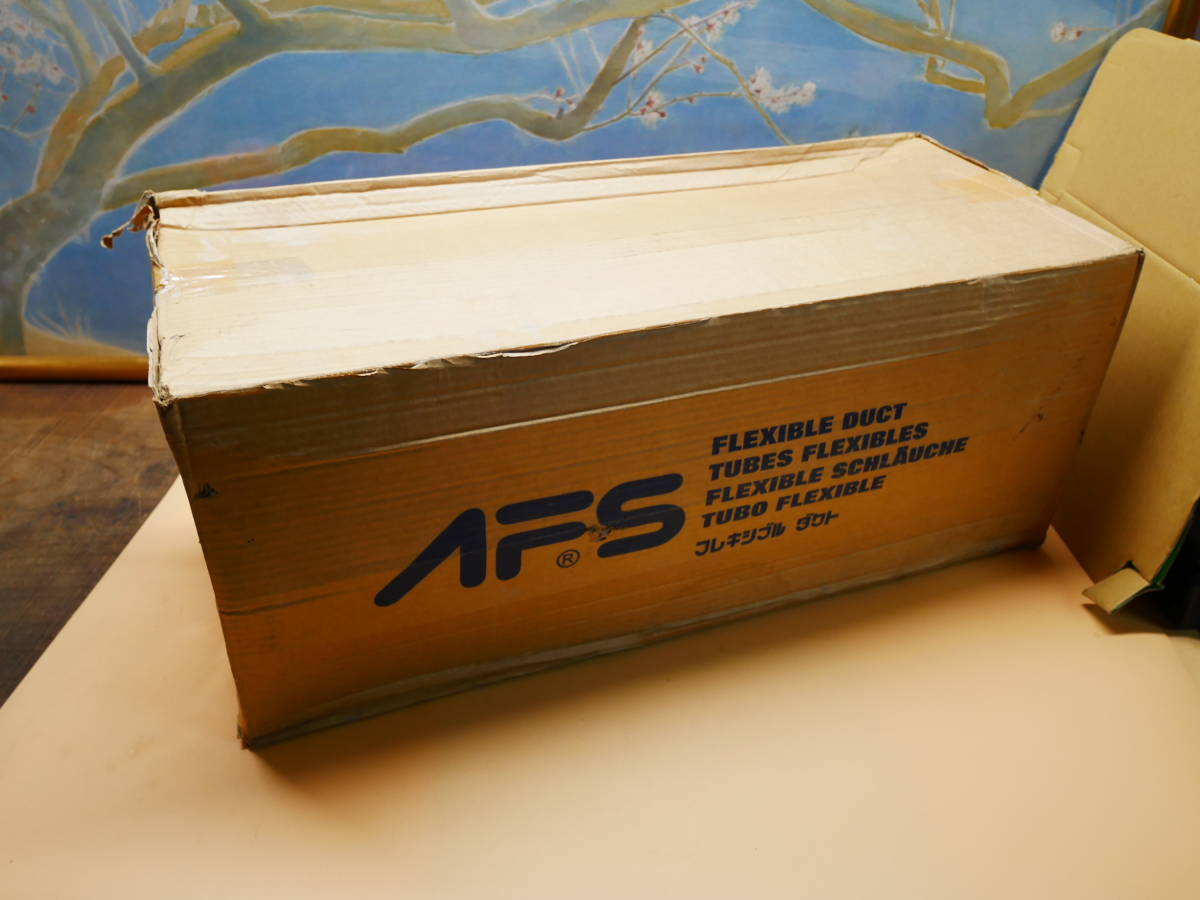 AFS®
FLEXIBLE DUCT
TUBES FLEXIBLES
FLEXIBLE SCHLÄUCHE
TUBO FLEXIBLE
フレキシブル ダクト